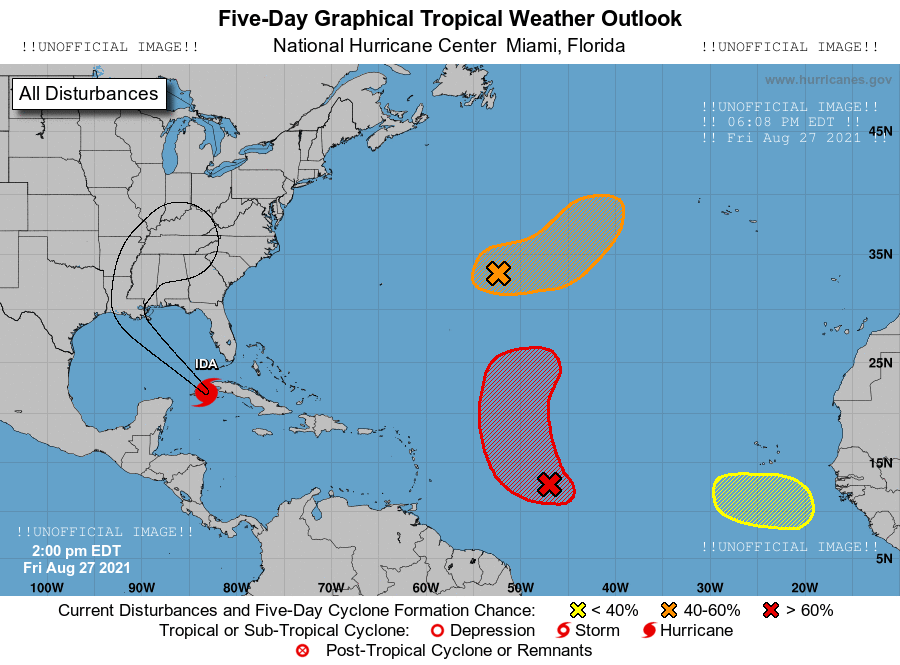 Five-Day Graphical Tropical Weather Outlook
!!UNOFFICIAL IMAGE!!
National Hurricane Center  Miami, Florida
!!UNOFFICIAL IMAGE!!
www.hurricanes.gov
All Disturbances
!!UNOFFICIAL IMAGE!!
!! 06:08 PM EDT !!
!! Fri Aug 27 2021 !!
45N
35N
IDA
25N
15N
!!UNOFFICIAL IMAGE!!
2:00 pm EDT
Fri Aug 27 2021
!!UNOFFICIAL IMAGE!!
5N
100W 90W 80W 70W 60W 50W 40W 30W 20W
Current Disturbances and Five-Day Cyclone Formation Chance: < 40% 40-60% > 60%
Tropical or Sub-Tropical Cyclone: Depression Storm Hurricane
Post-Tropical Cyclone or Remnants